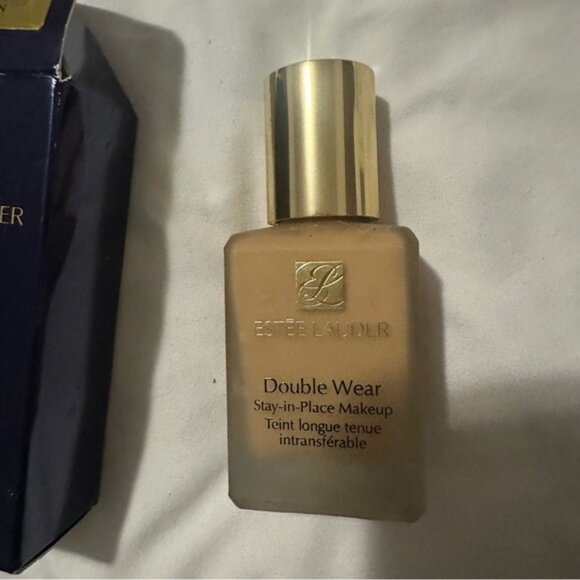 ER
ESTĒE LAUDER
Double Wear
Stay-in-Place Makeup
Teint longue tenue
intransférable